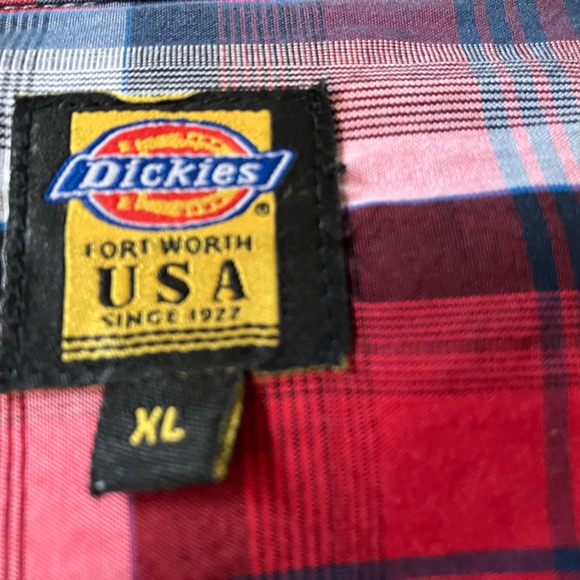 Dickies
®
FORT WORTH
USA
SINCE 1922
XL